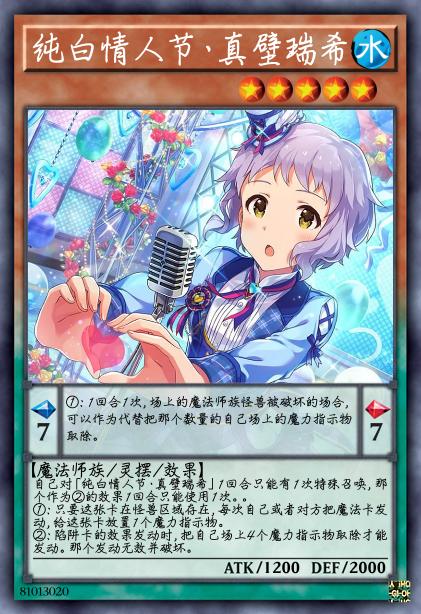 纯白情人节·真壁瑞希
水
①：1回合1次，场上的魔法师族怪兽被破坏的场合，
可以作为代替把那个数量的自己场上的魔力指示物
取除。
7
7
【魔法师族/灵摆/效果】
自己对「纯白情人节·真壁瑞希」1回合只能有1次特殊召唤，那
个作为②的效果1回合只能使用1次。。
①：只要这张卡在怪兽区域存在，每次自己或者对方把魔法卡发
动，给这张卡放置1个魔力指示物。
②：陷阱卡的效果发动时，把自己场上4个魔力指示物取除才能
发动。那个发动无效并破坏。
ATK/1200 DEF/2000
81013020